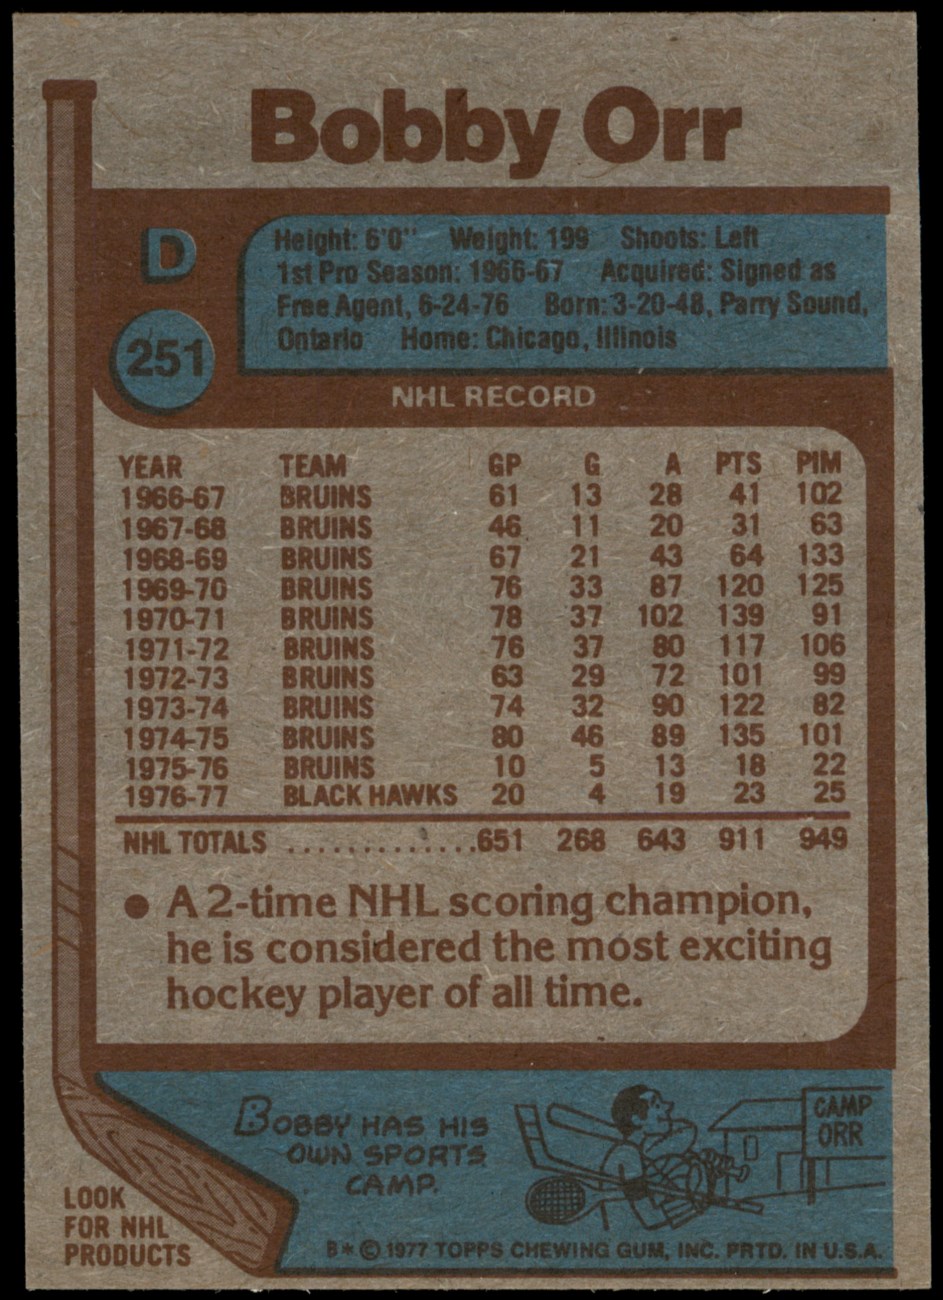 Bobby Orr
D
251
Height: 6'0" Weight: 199 Shoots: Left
1st Pro Season: 1966-67 Acquired: Signed as
Free Agent, 6-24-76 Born: 3-20-48, Parry Sound,
Ontario Home: Chicago, Illinois
NHL RECORD
YEAR TEAM GP G A PTS PIM
1966-67 BRUINS 61 13 28 41 102
1967-68 BRUINS 46 11 20 31 63
1968-69 BRUINS 67 21 43 64 133
1969-70 BRUINS 76 33 87 120 125
1970-71 BRUINS 78 37 102 139 91
1971-72 BRUINS 76 37 80 117 106
1972-73 BRUINS 63 29 72 101 99
1973-74 BRUINS 74 32 90 122 82
1974-75 BRUINS 80 46 89 135 101
1975-76 BRUINS 10 5 13 18 22
1976-77 BLACK HAWKS 20 4 19 23 25
NHL TOTALS .............651 268 643 911 949
• A 2-time NHL scoring champion,
he is considered the most exciting
hockey player of all time.
BOBBY HAS HIS
OWN SPORTS
CAMP.
CAMP
ORR
LOOK
FOR NHL
PRODUCTS
B* © 1977 TOPPS CHEWING GUM, INC. PRTD. IN U.S.A.